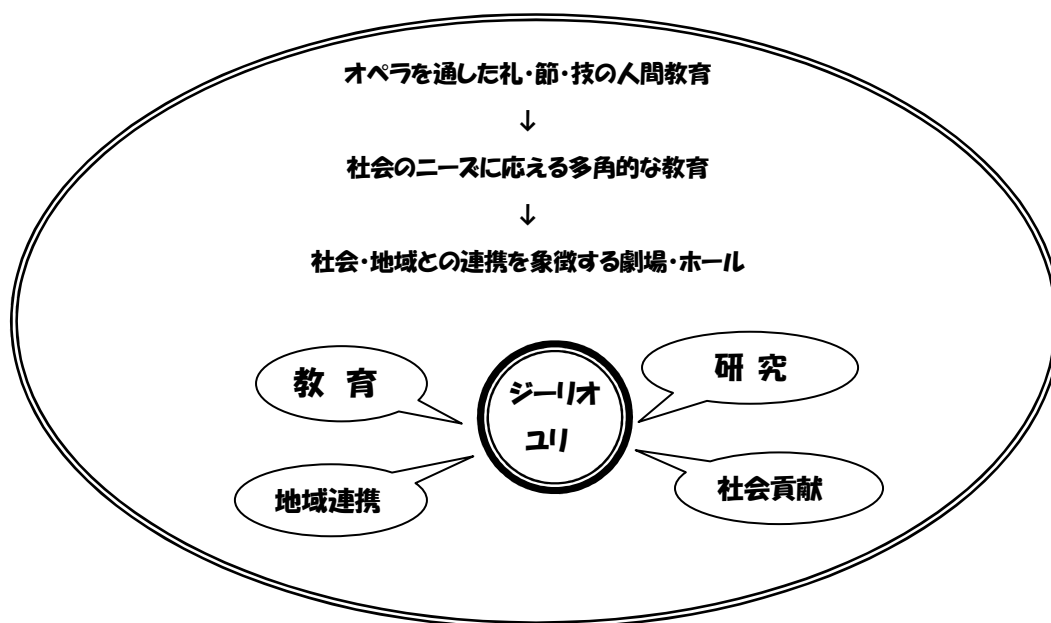 オペラを通した礼・節・技の人間教育
↓
社会のニーズに応える多角的な教育
↓
社会・地域との連携を象徴する劇場・ホール
教 育
研 究
ジーリオ
ユリ
地域連携
社会貢献